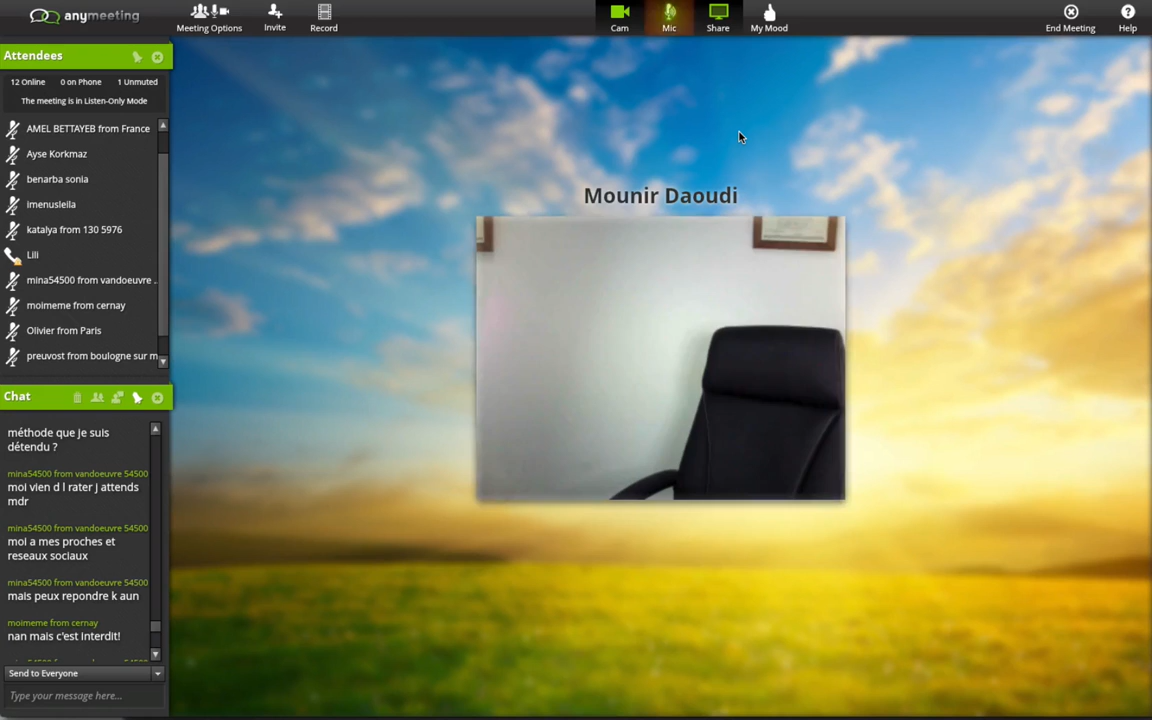 anymeeting
Meeting Options
Invite
Record
Cam
Mic
Share
My Mood
End Meeting
Help
Attendees
12 Online 0 on Phone 1 Unmuted
The meeting is in Listen-Only Mode
AMEL BETTAYEB from France
Ayse Korkmaz
benarba sonia
imenusleila
katalya from 130 5976
Lili
mina54500 from vandoeuvre ..
moimeme from cernay
Olivier from Paris
preuvost from boulogne sur m
Chat
méthode que je suis
détendu ?
mina54500 from vandoeuvre 54500
moi vien d l rater j attends
mdr
mina54500 from vandoeuvre 54500
moi a mes proches et
reseaux sociaux
mina54500 from vandoeuvre 54500
mais peux repondre k aun
moimeme from cernay
nan mais c'est interdit!
Send to Everyone
Type your message here...
Mounir Daoudi